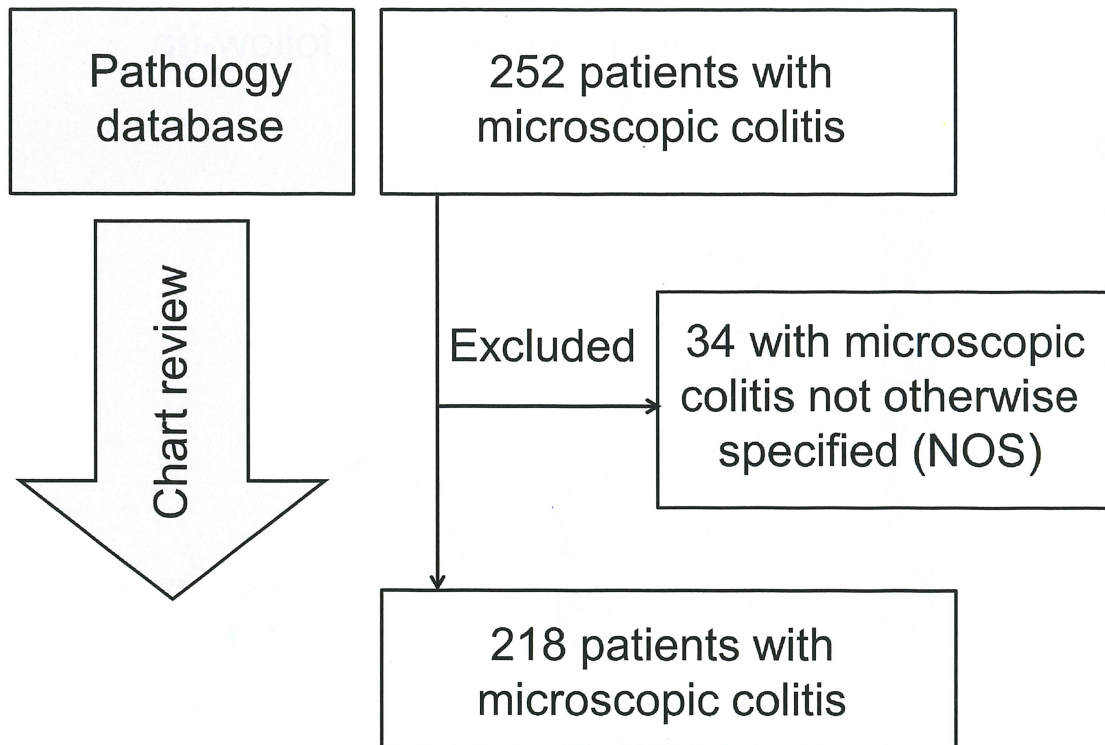 Pathology
database
252 patients with
microscopic colitis
Chart review
Excluded
34 with microscopic
colitis not otherwise
specified (NOS)
218 patients with
microscopic colitis